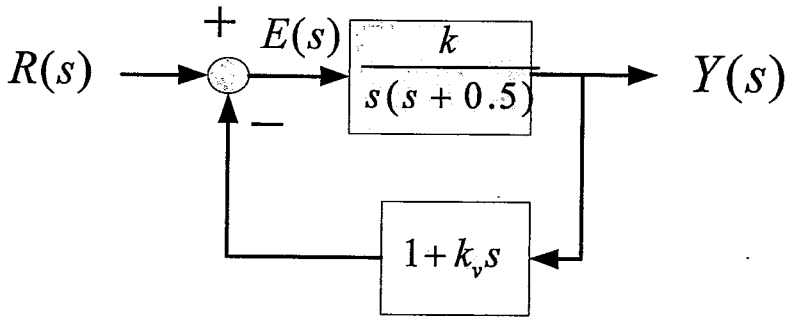 +
R(s)
E(s)
k
s(s + 0.5)
Y(s)
−
1+k_v s